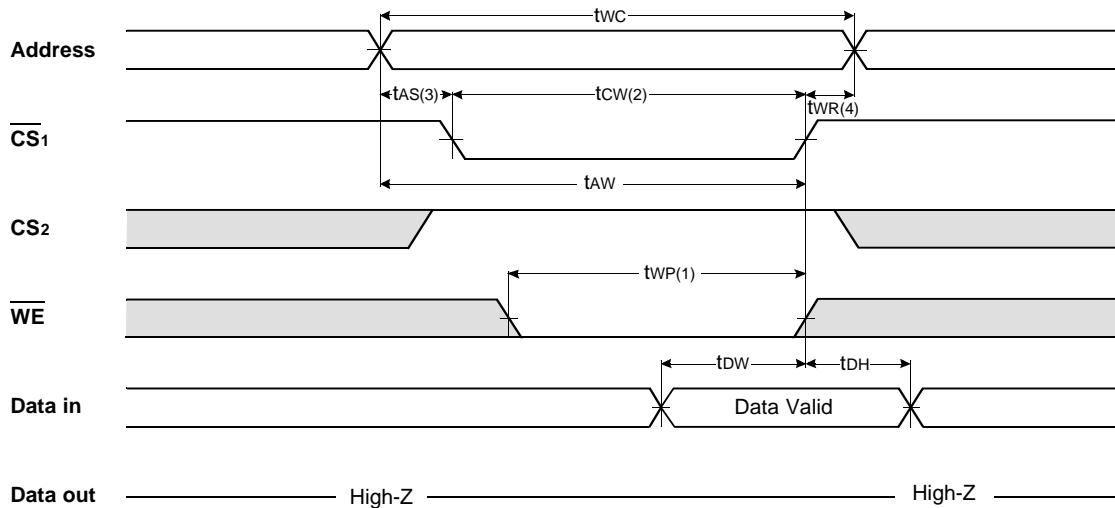 tWC
Address
tAS(3) tCW(2) tWR(4)
CS1
tAW
CS2
tWP(1)
WE
tDW tDH
Data in Data Valid
Data out High-Z High-Z